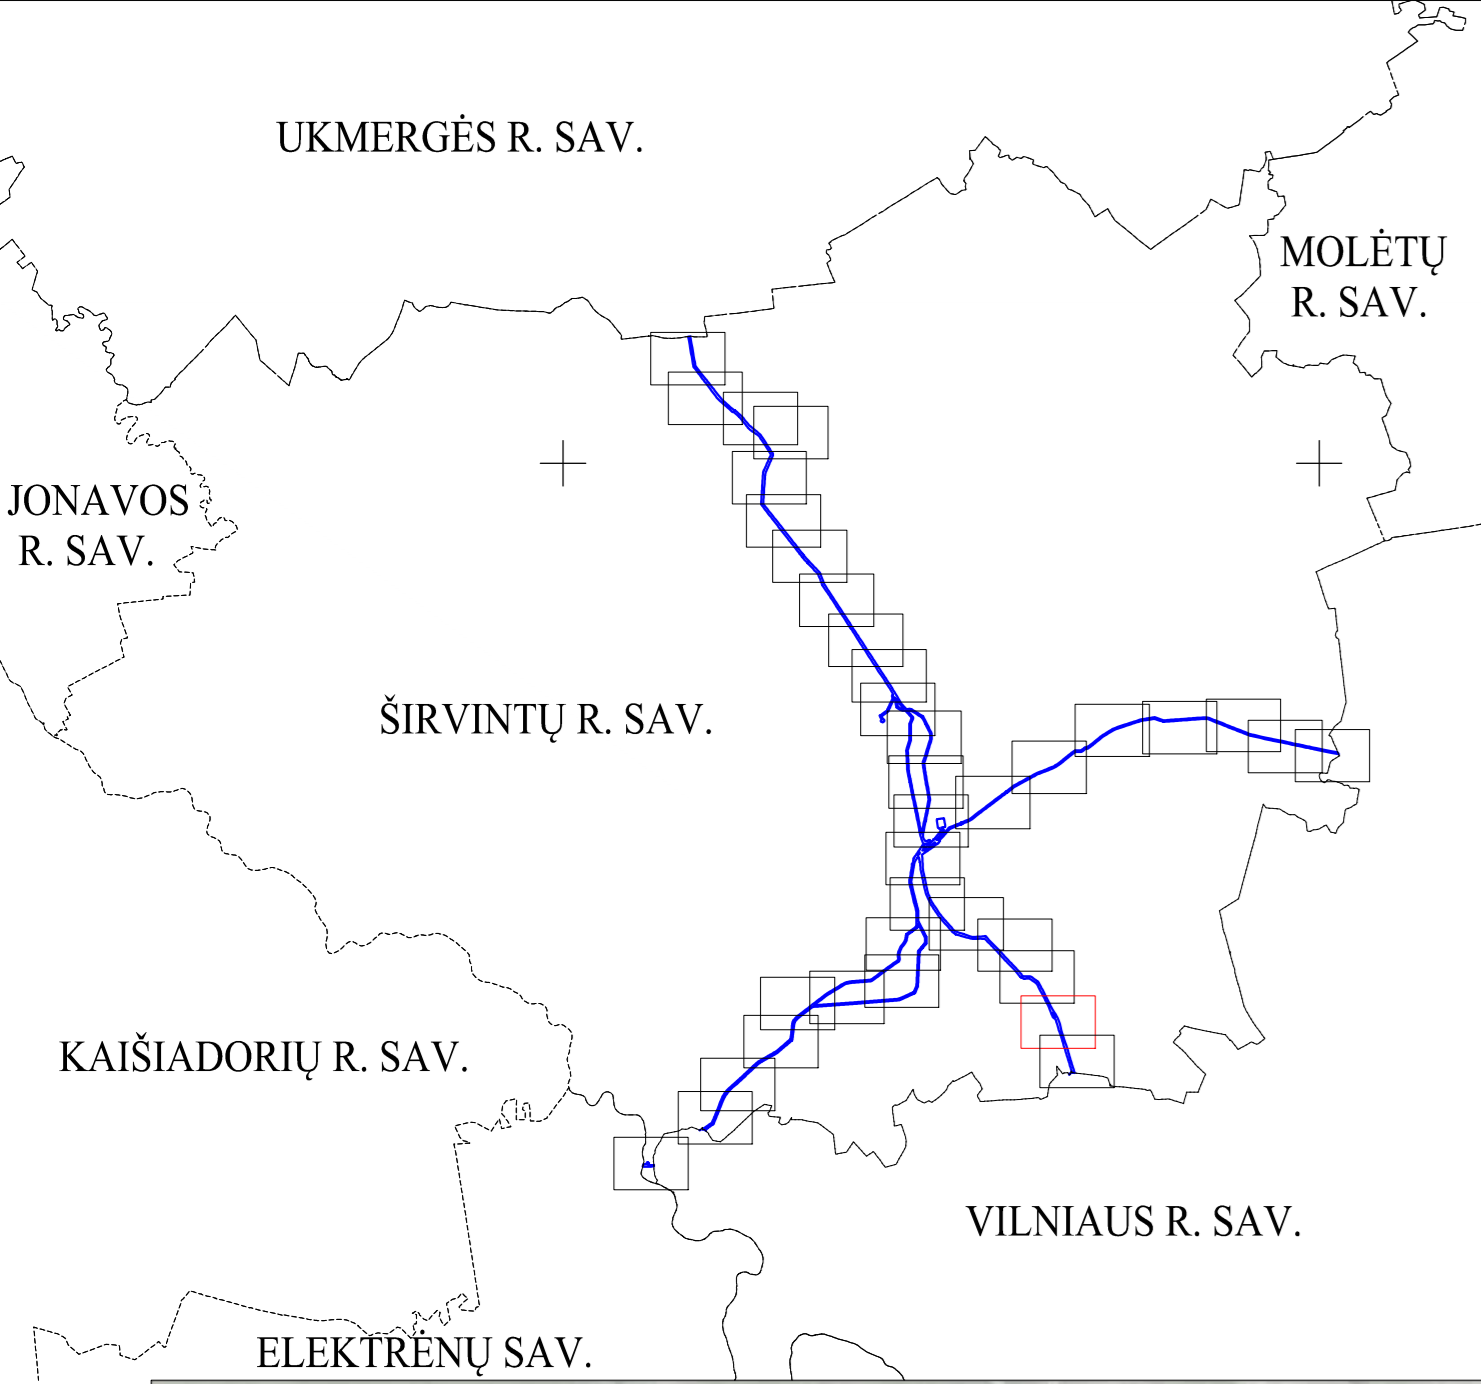 UKMERGĖS R. SAV.
MOLĖTŲ
R. SAV.
JONAVOS
R. SAV.
ŠIRVINTŲ R. SAV.
KAIŠIADORIŲ R. SAV.
VILNIAUS R. SAV.
ELEKTRĖNŲ SAV.